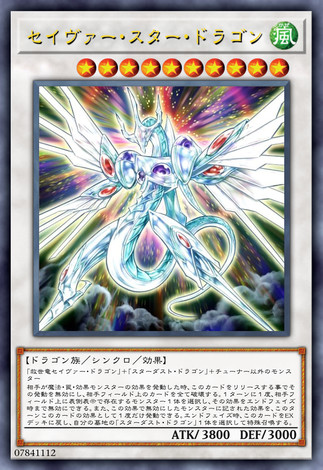 セイヴァー・スター・ドラゴン
風
【ドラゴン族／シンクロ／効果】
「救世竜セイヴァー・ドラゴン」＋「スターダスト・ドラゴン」＋チューナー以外のモンスター
相手が魔法・罠・効果モンスターの効果を発動した時、このカードをリリースする事でその発動を無効にし、相手フィールド上のカードを全て破壊する。1ターンに1度、相手フィールド上に表側表示で存在するモンスター1体を選択し、その効果をエンドフェイズ時まで無効にできる。また、この効果で無効にしたモンスターに記された効果を、このターンこのカードの効果として1度だけ発動できる。エンドフェイズ時、このカードをEXデッキに戻し、自分の墓地の「スターダスト・ドラゴン」1体を選択して特殊召喚する。
ATK/ 3800 DEF/ 3000
07841112